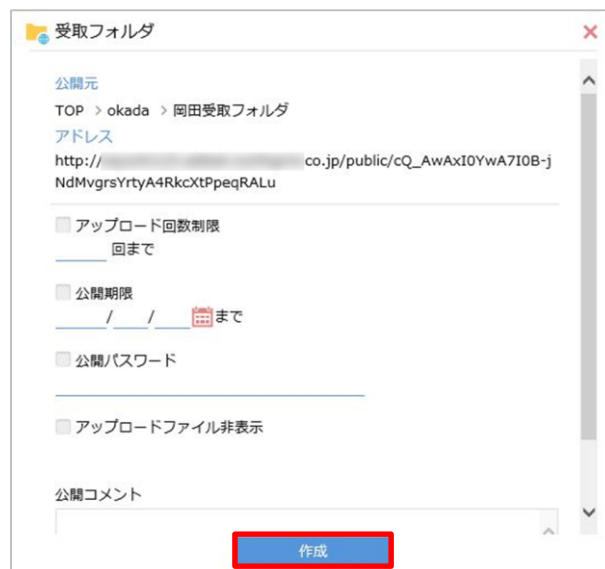 受取フォルダ
公開元
TOP > okada > 岡田受取フォルダ
アドレス
http:// co.jp/public/cQ_AwAxI0YwA7I0B-j
NdMvgrsYrtyA4RkcXtPpeqRALu
アップロード回数制限
回まで
公開期限
/ / まで
公開パスワード
アップロードファイル非表示
公開コメント
作成